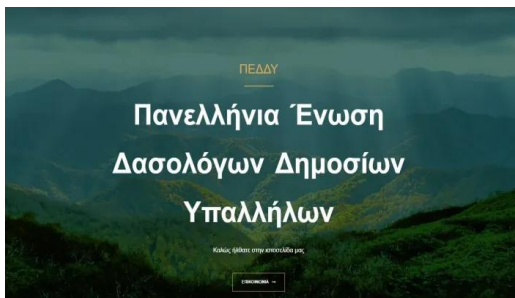 ΠΕΔΔΥ
Πανελλήνια Ένωση
Δασολόγων Δημοσίων
Υπαλλήλων
Καλώς ήλθατε στην ιστοσελίδα μας
ΕΠΙΚΟΙΝΩΝΙΑ →